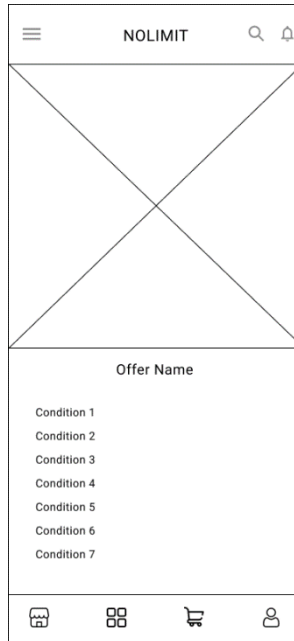 NOLIMIT
Offer Name
Condition 1
Condition 2
Condition 3
Condition 4
Condition 5
Condition 6
Condition 7